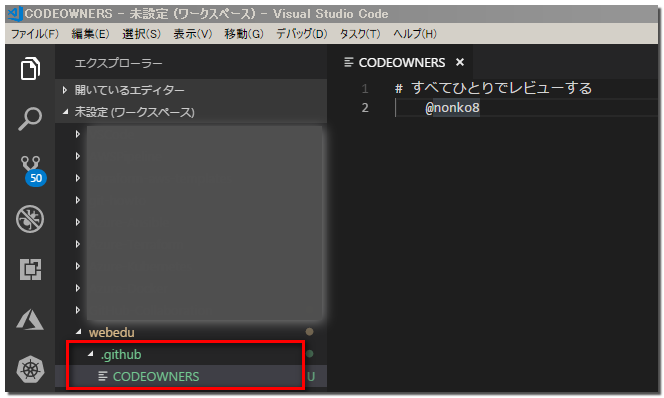 CODEOWNERS - 未設定 (ワークスペース) - Visual Studio Code
ファイル(F) 編集(E) 選択(S) 表示(V) 移動(G) デバッグ(D) タスク(T) ヘルプ(H)
エクスプローラー
開いているエディター
未設定 (ワークスペース)
50
webedu
.github
CODEOWNERS U
CODEOWNERS ×
1 # すべてひとりでレビューする
2 @nonko8